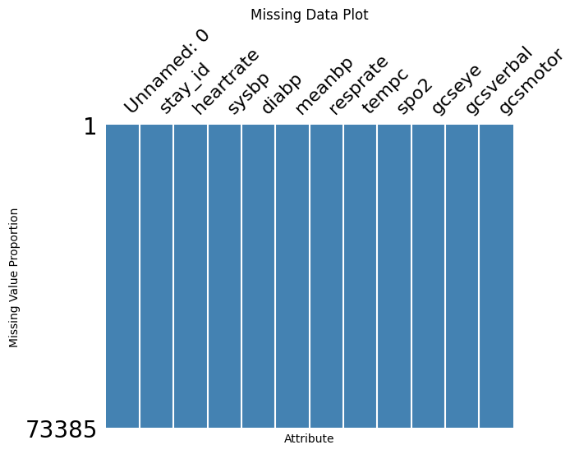 Missing Data Plot
Unnamed: 0
stay_id
heartrate
sysbp
diabp
meanbp
resprate
tempc
spo2
gcseye
gcsverbal
gcsmotor
1
Missing Value Proportion
73385
Attribute